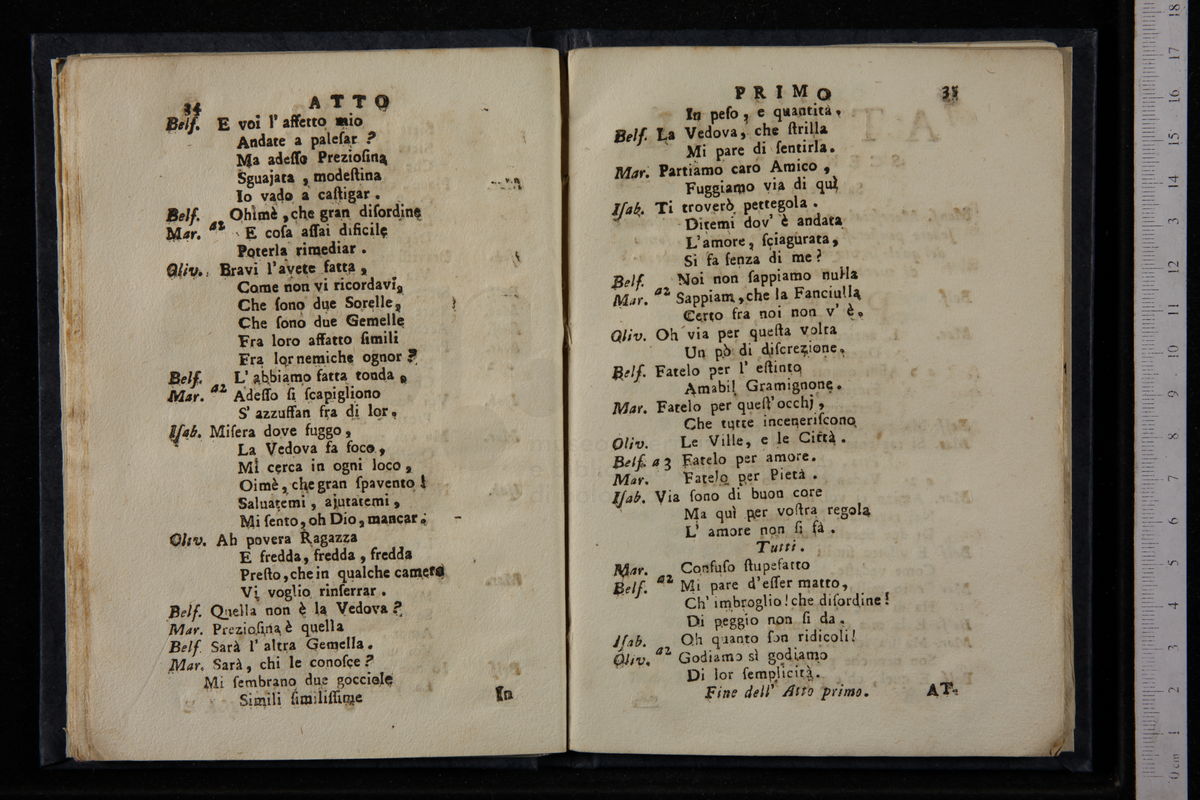 34 ATTO
Belf. E voi l' affetto mio
Andate a palesar ?
Ma adeſſo Prezioſina
Sguajata , modeſtina
Io vado a caſtigar .
Belf. Ohimè , che gran diſordine
Mar. a2 E coſa aſſai dificile
Poterla rimediar .
Oliv. Bravi l'avete fatta ,
Come non vi ricordavi,
Che ſono due Sorelle,
Che ſono due Gemelle
Fra loro affatto ſimili
Fra lor nemiche ognor ?
Belf. L' abbiamo fatta tonda ,
Mar. a2 Adeſſo ſi ſcapigliono
S' azzuffan fra di lor.
Iſab. Miſera dove fuggo ,
La Vedova fa foco ,
Mi cerca in ogni loco ,
Oimè , che gran ſpavento !
Salvatemi , ajutatemi ,
Mi ſento, oh Dio, mancar .
Oliv. Ah povera Ragazza
E fredda, fredda , fredda
Preſto , che in qualche camera
Vi voglio rinſerrar .
Belf. Quella non è la Vedova ?
Mar. Prezioſina è quella
Belf Sarà l' altra Gemella .
Mar. Sarà , chi le conoſce ?
Mi ſembrano due gocciole
Simili ſimiliſſime
In
PRIMO 35
In peſo , e quantità .
Belf. La Vedova , che ſtrilla
Mi pare di ſentirla .
Mar. Partiamo caro Amico ,
Fuggiamo via di quì
Iſab. Ti troverò pettegola .
Ditemi dov' è andata
L'amore , ſciagurata ,
Si fa ſenza di me ?
Belf. Noi non ſappiamo nulla
Mar. a2 Sappiam , che la Fanciulla
Certo fra noi non v' è .
Oliv. Oh via per queſta volta
Un pò di diſcrezione .
Belf. Fatelo per l' eſtinto
Amabil Gramignone .
Mar. Fatelo per queſt' occhj ,
Che tutte inceneriſcono
Oliv. Le Ville , e le Città .
Belf. a 3 Fatelo per amore .
Mar. Fatelo per Pietà .
Iſab. Via ſono di buon core
Ma quì per voſtra regola
L' amore non ſi fà .
Tutti .
Mar. Confuſo ſtupefatto
Belf. a2 Mi pare d'eſſer matto ,
Ch' imbroglio ! che diſordine !
Di peggio non ſi da .
Iſab. Oh quanto ſon ridicoli !
Oliv. a2 Godiamo sì godiamo
Di lor ſemplicità .
Fine dell' Atto primo .
AT-